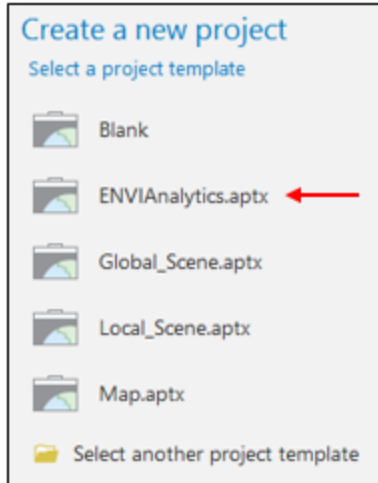 Create a new project
Select a project template
Blank
ENVIAnalytics.aptx
Global_Scene.aptx
Local_Scene.aptx
Map.aptx
Select another project template